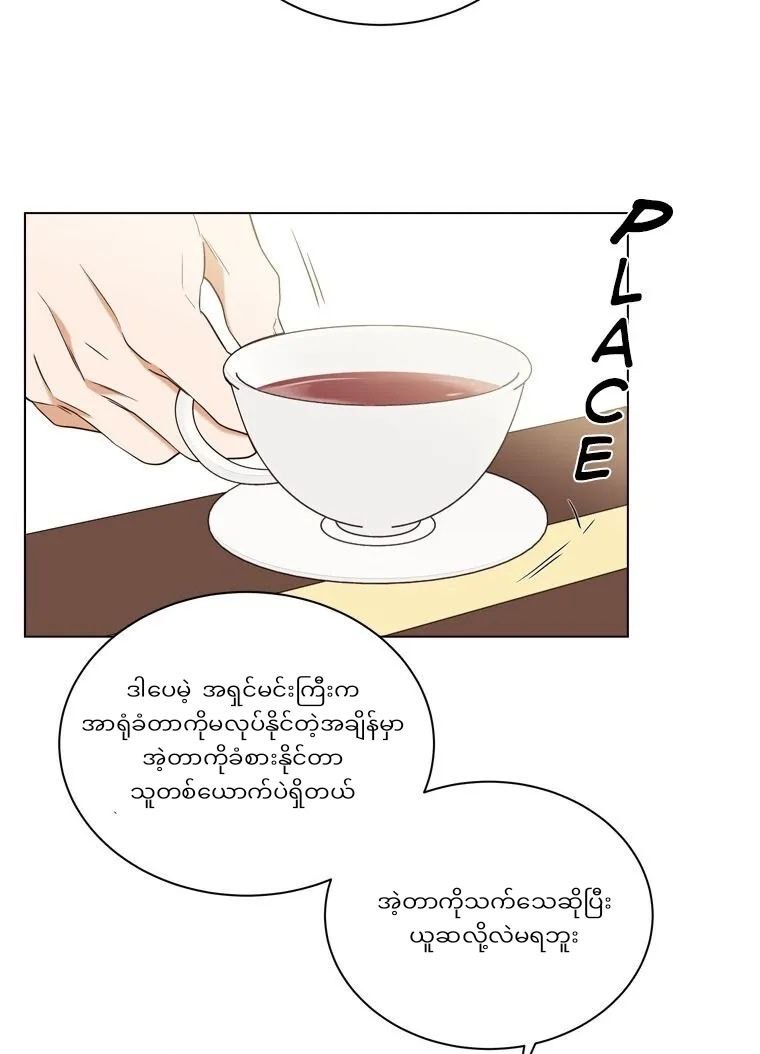 PLACE
ဒါပေမဲ့ အရှင်မင်းကြီးက
အာရုံခံတာကိုမလုပ်နိုင်တဲ့အချိန်မှာ
အဲ့တာကိုခံစားနိုင်တာ
သူတစ်ယောက်ပဲရှိတယ်
အဲ့တာကိုသက်သေဆိုပြီး
ယူဆလို့လဲမရဘူး